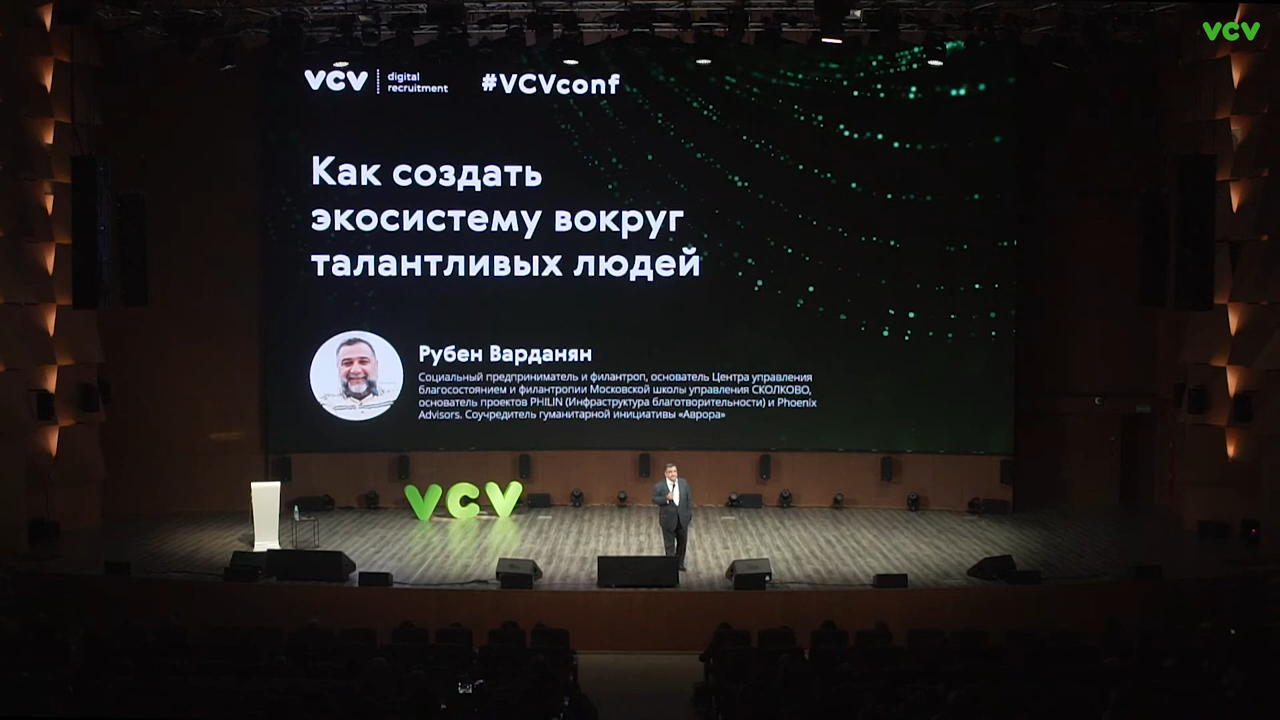 VCV
VCV digital recruitment #VCVconf
Как создать
экосистему вокруг
талантливых людей
Рубен Варданян
Социальный предприниматель и филантроп, основатель Центра управления
благосостоянием и филантропии Московской школы управления СКОЛКОВО,
основатель проектов PHILIN (Инфраструктура благотворительности) и Phoenix
Advisors. Соучредитель гуманитарной инициативы «Аврора»
VCV